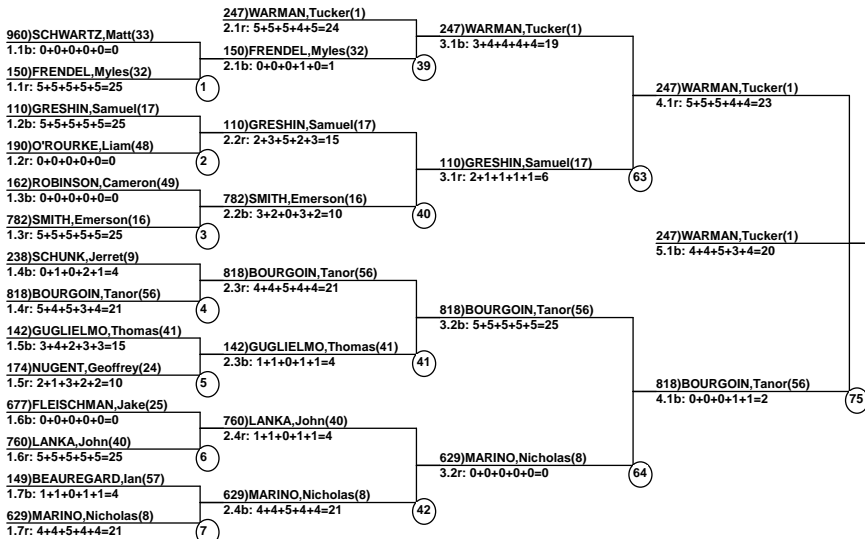 960)SCHWARTZ,Matt(33)
1.1b: 0+0+0+0+0=0
150)FRENDEL,Myles(32)
1.1r: 5+5+5+5+5=25
1
110)GRESHIN,Samuel(17)
1.2b: 5+5+5+5+5=25
190)O'ROURKE,Liam(48)
1.2r: 0+0+0+0+0=0
2
162)ROBINSON,Cameron(49)
1.3b: 0+0+0+0+0=0
782)SMITH,Emerson(16)
1.3r: 5+5+5+5+5=25
3
238)SCHUNK,Jerret(9)
1.4b: 0+1+0+2+1=4
818)BOURGOIN,Tanor(56)
1.4r: 5+4+5+3+4=21
4
142)GUGLIELMO,Thomas(41)
1.5b: 3+4+2+3+3=15
174)NUGENT,Geoffrey(24)
1.5r: 2+1+3+2+2=10
5
677)FLEISCHMAN,Jake(25)
1.6b: 0+0+0+0+0=0
760)LANKA,John(40)
1.6r: 5+5+5+5+5=25
6
149)BEAUREGARD,Ian(57)
1.7b: 1+1+0+1+1=4
629)MARINO,Nicholas(8)
1.7r: 4+4+5+4+4=21
7
247)WARMAN,Tucker(1)
2.1r: 5+5+5+4+5=24
150)FRENDEL,Myles(32)
2.1b: 0+0+0+1+0=1
39
110)GRESHIN,Samuel(17)
2.2r: 2+3+5+2+3=15
782)SMITH,Emerson(16)
2.2b: 3+2+0+3+2=10
40
818)BOURGOIN,Tanor(56)
2.3r: 4+4+5+4+4=21
142)GUGLIELMO,Thomas(41)
2.3b: 1+1+0+1+1=4
41
760)LANKA,John(40)
2.4r: 1+1+0+1+1=4
629)MARINO,Nicholas(8)
2.4b: 4+4+5+4+4=21
42
247)WARMAN,Tucker(1)
3.1b: 3+4+4+4+4=19
110)GRESHIN,Samuel(17)
3.1r: 2+1+1+1+1=6
63
818)BOURGOIN,Tanor(56)
3.2b: 5+5+5+5+5=25
629)MARINO,Nicholas(8)
3.2r: 0+0+0+0+0=0
64
247)WARMAN,Tucker(1)
4.1r: 5+5+5+4+4=23
818)BOURGOIN,Tanor(56)
4.1b: 0+0+0+1+1=2
75
247)WARMAN,Tucker(1)
5.1b: 4+4+5+3+4=20